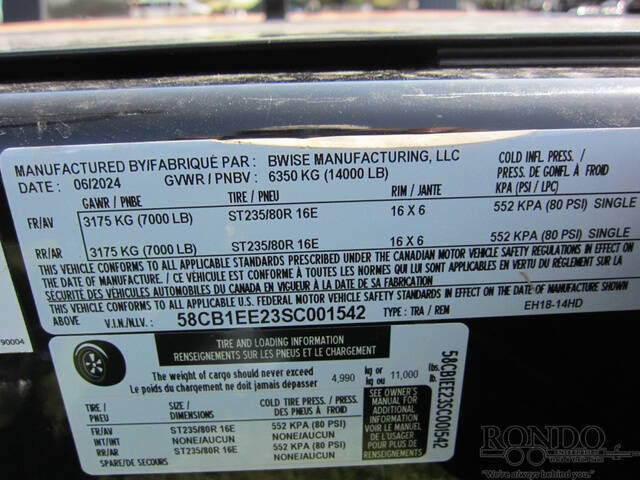 MANUFACTURED BY/FABRIQUÉ PAR : BWISE MANUFACTURING, LLC
DATE : 06/2024 GVWR / PNBV : 6350 KG (14000 LB)
COLD INFL. PRESS. /
PRESS. DE GONFL. À FROID
GAWR / PNBE TIRE / PNEU RIM / JANTE KPA (PSI / LPC)
FR/AV 3175 KG (7000 LB) ST235/80R 16E 16 X 6 552 KPA (80 PSI) SINGLE
RR/AR 3175 KG (7000 LB) ST235/80R 16E 16 X 6 552 KPA (80 PSI) SINGLE
THIS VEHICLE CONFORMS TO ALL APPLICABLE STANDARDS PRESCRIBED UNDER THE CANADIAN MOTOR VEHICLE SAFETY REGULATIONS IN EFFECT ON
THE DATE OF MANUFACTURE. / CE VÉHICULE EST CONFORME À TOUTES LES NORMES QUI LUI SONT APPLICABLES EN VERTU DU RÈGLEMENT SUR LA
SÉCURITÉ DES VÉHICULES AUTOMOBILES DU CANADA EN VIGUEUR À LA DATE DE SA FABRICATION.
THIS VEHICLE CONFORMS TO ALL APPLICABLE U.S. FEDERAL MOTOR VEHICLE SAFETY STANDARDS IN EFFECT ON THE DATE OF MANUFACTURE SHOWN
ABOVE V.I.N./N.I.V.: 58CB1EE23SC001542 TYPE : TRA / REM EH18-14HD
90004
TIRE AND LOADING INFORMATION
RENSEIGNEMENTS SUR LES PNEUS ET LE CHARGEMENT
The weight of cargo should never exceed
Le poids du chargement ne doit jamais dépasser 4,990 kg or kg ou 11,000 lbs. lb.
TIRE / PNEU SIZE / DIMENSIONS COLD TIRE PRESS./ PRESS. DES PNEUS À FROID
FR/AV ST235/80R 16E 552 KPA (80 PSI)
INT/INT NONE/AUCUN NONE/AUCUN
RR/AR ST235/80R 16E 552 KPA (80 PSI)
SPARE/DE SECOURS NONE/AUCUN NONE/AUCUN
SEE OWNER'S
MANUAL FOR
ADDITIONAL
INFORMATION
VOIR LE MANUEL
DE L'USAGER
POUR PLUS DE
RENSEIGNEMENTS
58CB1EE23SC001542
RONDO
Truck & Trailer Sales
"We're always behind you."